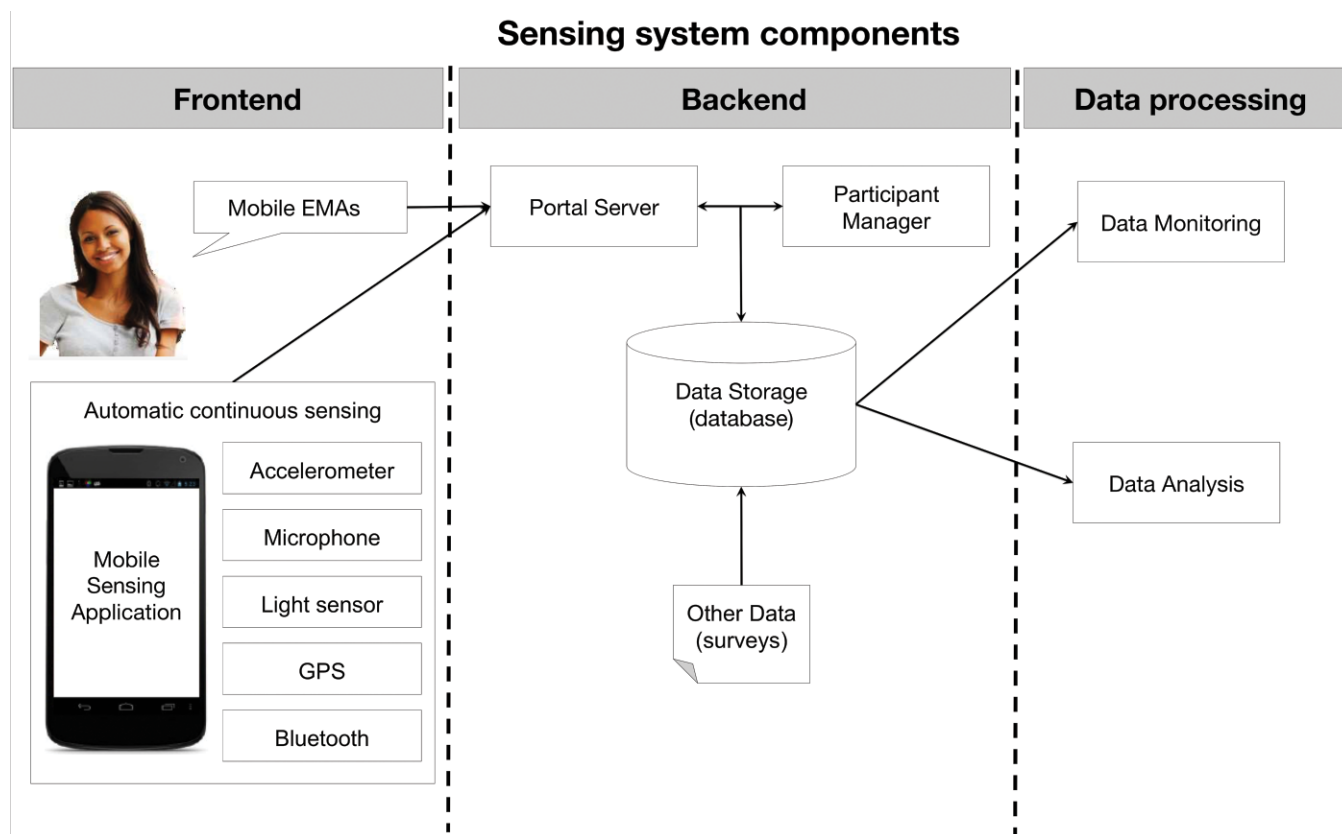 Sensing system components
Frontend
Backend
Data processing
Mobile EMAs
Portal Server
Participant
Manager
Data Monitoring
Data Storage
(database)
Automatic continuous sensing
Mobile
Sensing
Application
Accelerometer
Microphone
Light sensor
GPS
Bluetooth
Data Analysis
Other Data
(surveys)